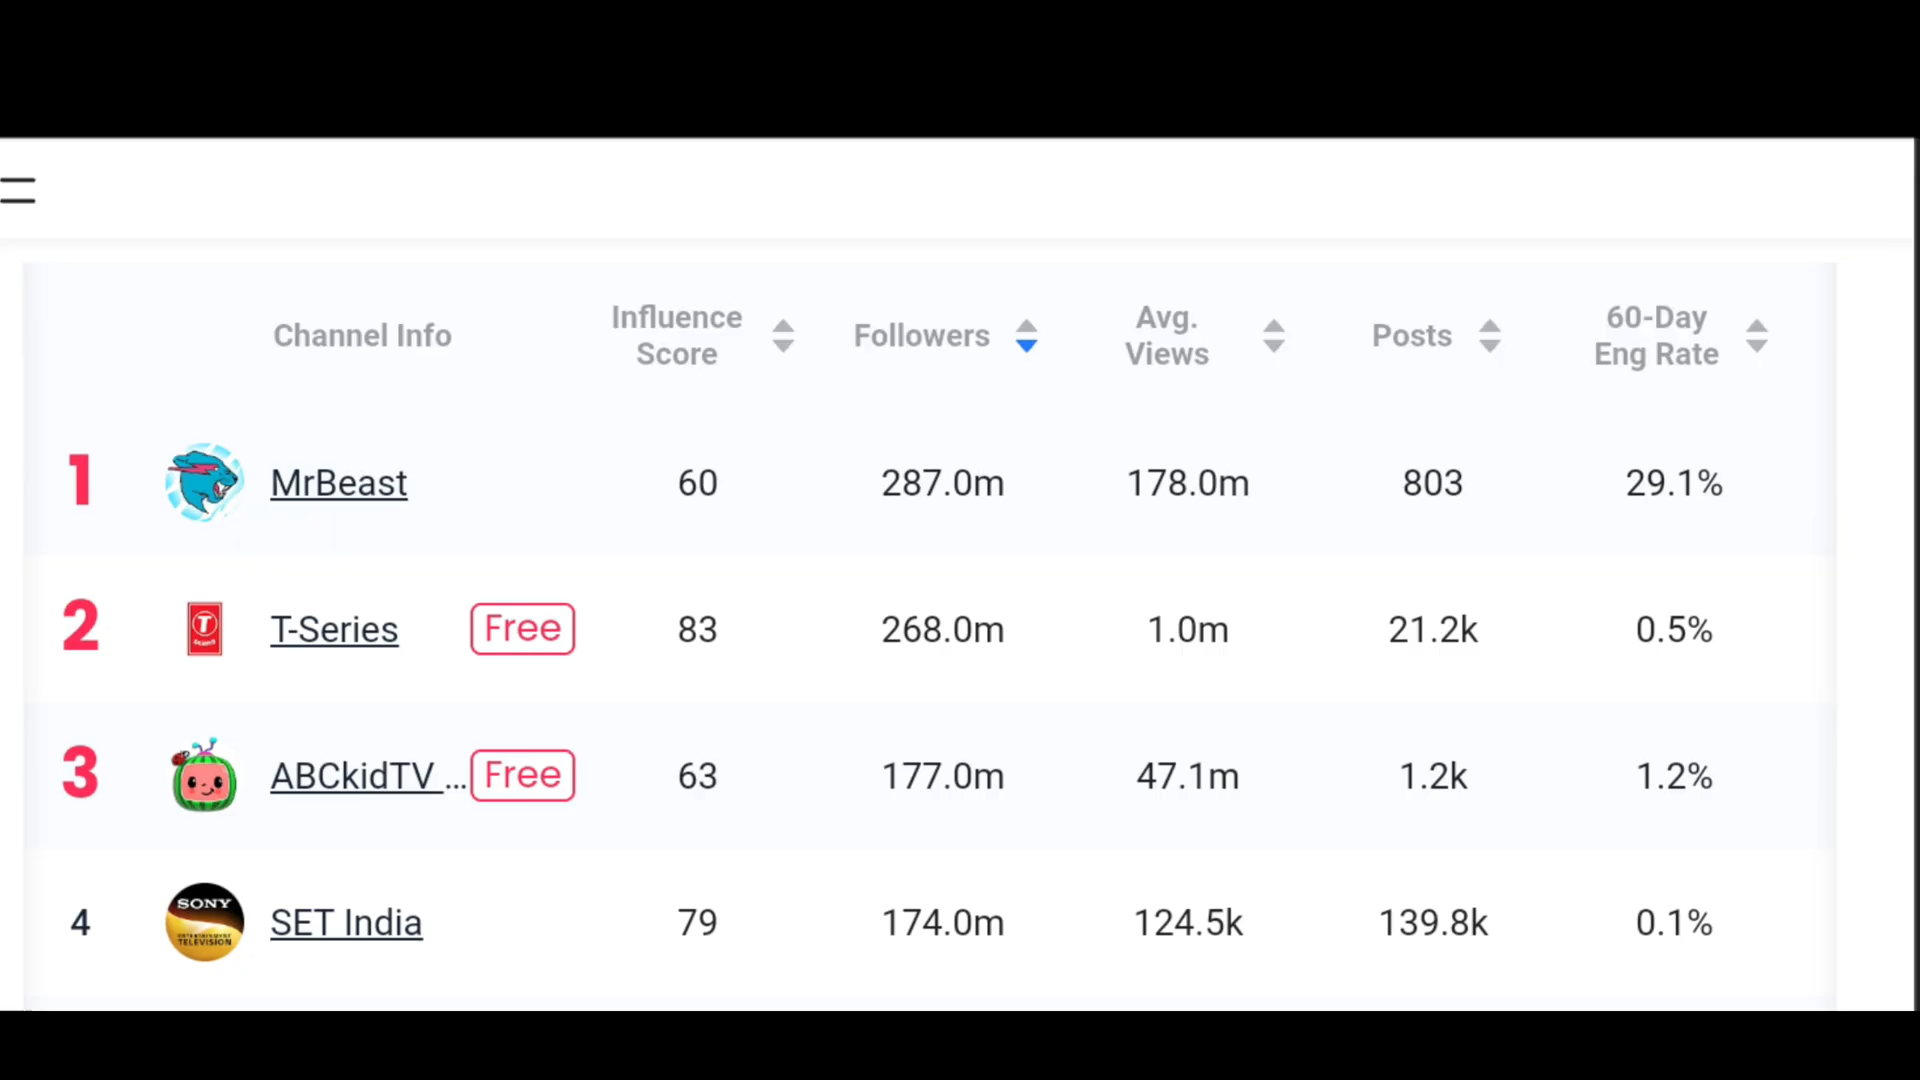 Channel Info Influence Score Followers Avg. Views Posts 60-Day Eng Rate
1 MrBeast 60 287.0m 178.0m 803 29.1%
2 T-Series Free 83 268.0m 1.0m 21.2k 0.5%
3 ABCkidTV ... Free 63 177.0m 47.1m 1.2k 1.2%
4 SONY ENTERTAINMENT TELEVISION SET India 79 174.0m 124.5k 139.8k 0.1%